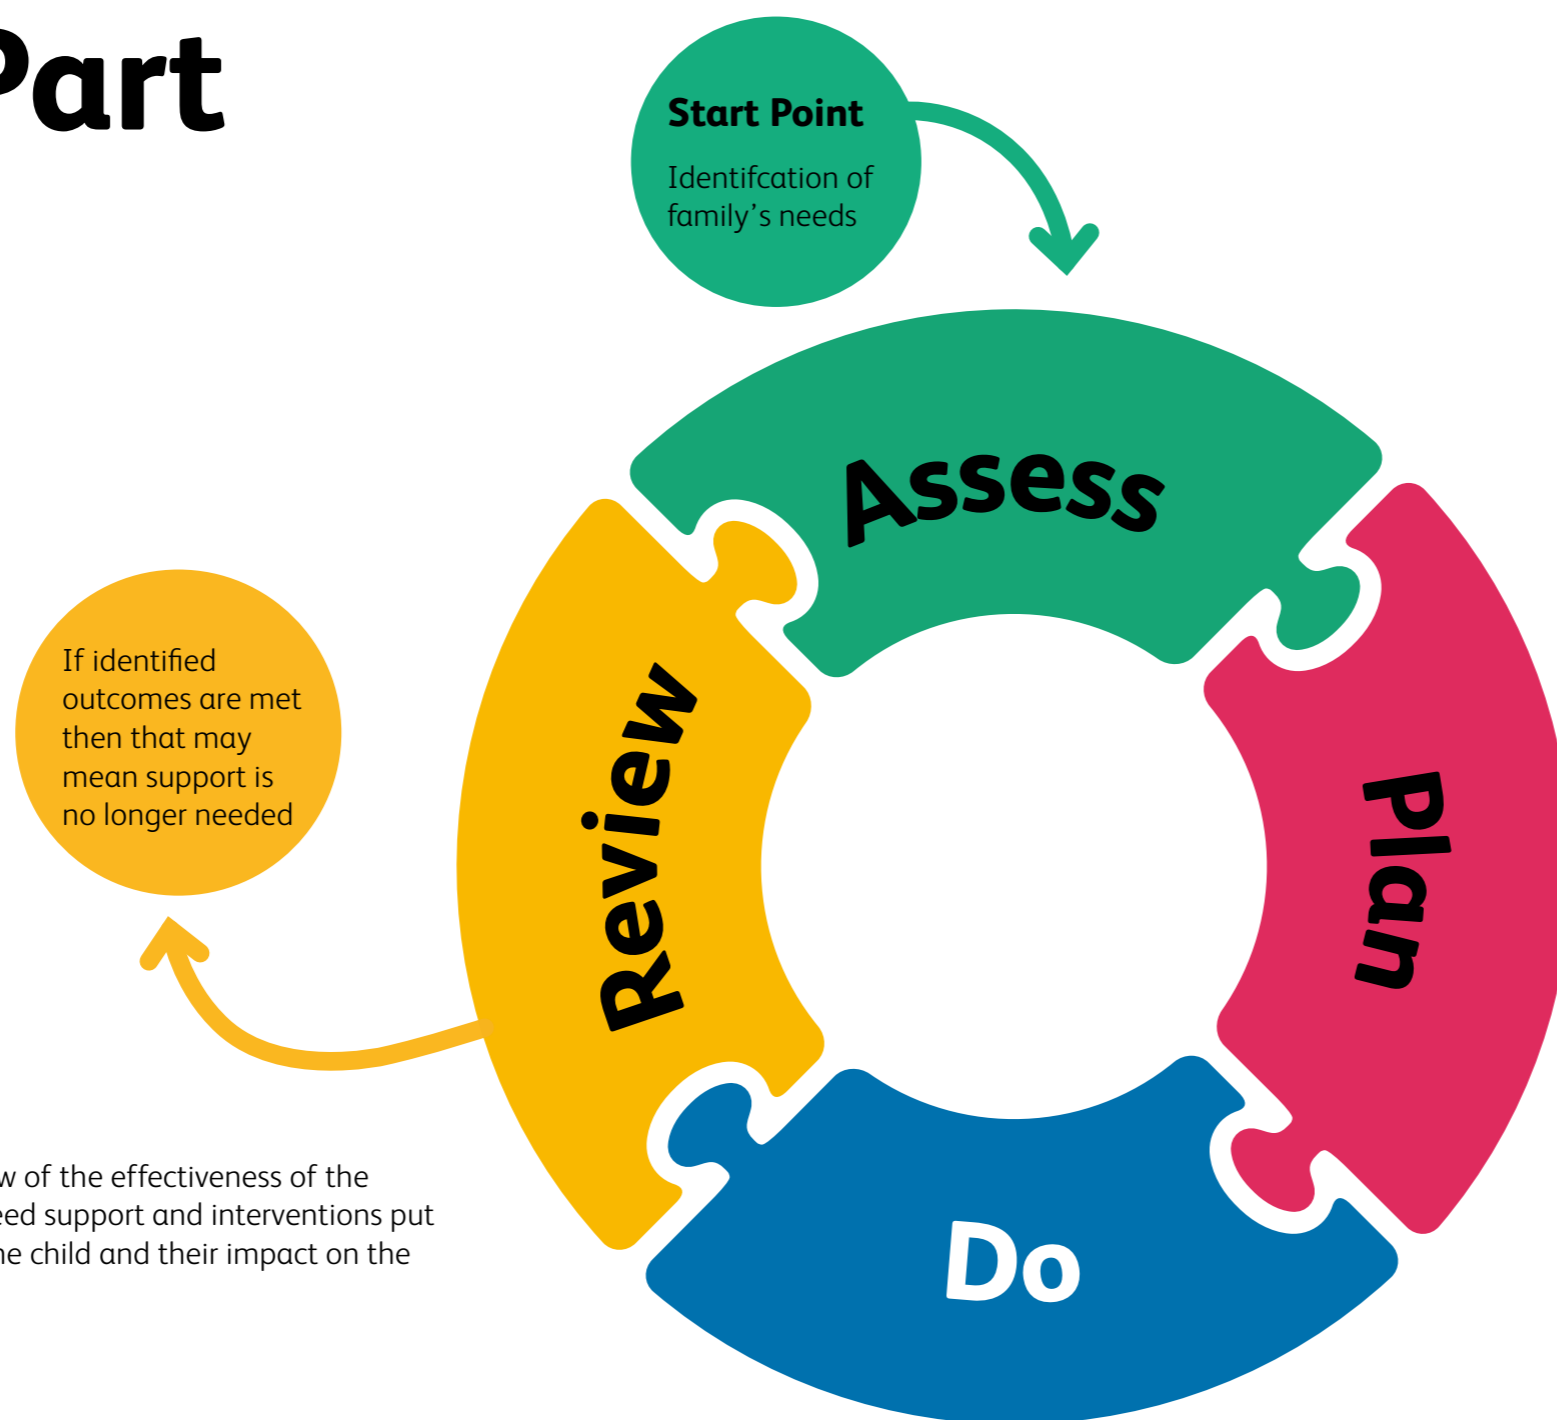 Part
Start Point
Identifcation of
family’s needs
Assess
Plan
Do
Review
If identified
outcomes are met
then that may
mean support is
no longer needed
of the effectiveness of the
support and interventions put
child and their impact on the